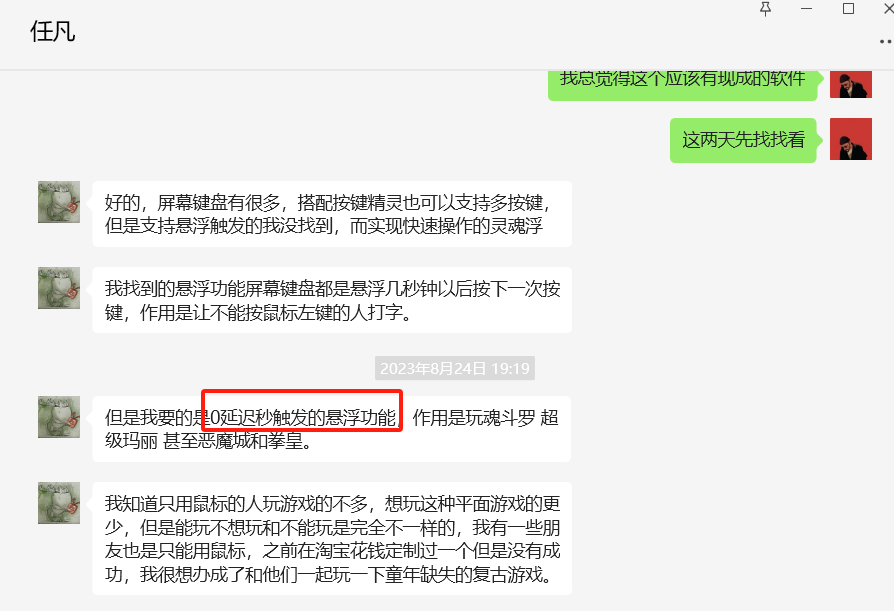 任凡
我总觉得这个应该有现成的软件
这两天先找找看
好的，屏幕键盘有很多，搭配按键精灵也可以支持多按键，
但是支持悬浮触发的我没找到，而实现快速操作的灵魂浮
我找到的悬浮功能屏幕键盘都是悬浮几秒钟以后按下一次按
键，作用是让不能按鼠标左键的人打字。
2023年8月24日 19:19
但是我要的是0延迟秒触发的悬浮功能，作用是玩魂斗罗 超
级玛丽 甚至恶魔城和拳皇。
我知道只用鼠标的人玩游戏的不多，想玩这种平面游戏的更
少，但是能玩不想玩和不能玩是完全不一样的，我有一些朋
友也是只能用鼠标，之前在淘宝花钱定制过一个但是没有成
功，我很想办成了和他们一起玩一下童年缺失的复古游戏。